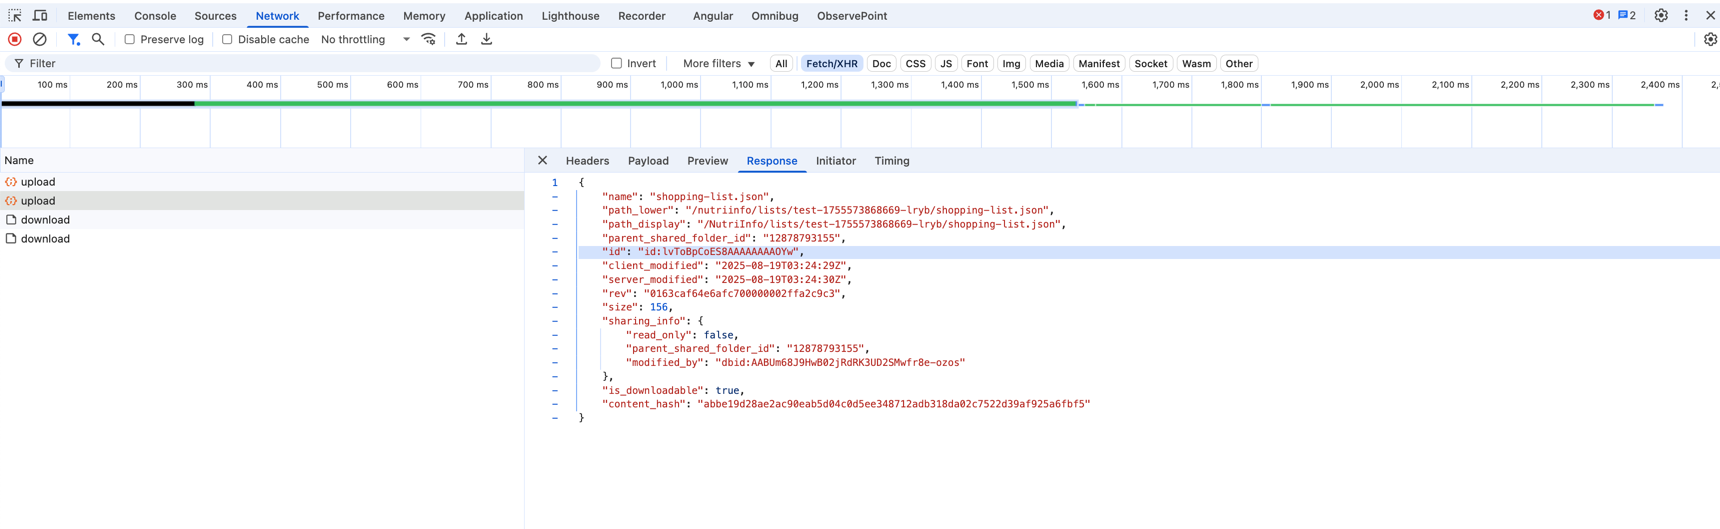 Elements Console Sources Network Performance Memory Application Lighthouse Recorder Angular Omnibug ObservePoint 1 2
Preserve log Disable cache No throttling
Filter Invert More filters All Fetch/XHR Doc CSS JS Font Img Media Manifest Socket Wasm Other
100 ms 200 ms 300 ms 400 ms 500 ms 600 ms 700 ms 800 ms 900 ms 1,000 ms 1,100 ms 1,200 ms 1,300 ms 1,400 ms 1,500 ms 1,600 ms 1,700 ms 1,800 ms 1,900 ms 2,000 ms 2,100 ms 2,200 ms 2,300 ms 2,400 ms
Name
upload
upload
download
download
Headers Payload Preview Response Initiator Timing
1 {
- "name": "shopping-list.json",
- "path_lower": "/nutriinfo/lists/test-1755573868669-lryb/shopping-list.json",
- "path_display": "/NutriInfo/lists/test-1755573868669-lryb/shopping-list.json",
- "parent_shared_folder_id": "12878793155",
- "id": "id:lvToBpCoES8AAAAAAAAOYw",
- "client_modified": "2025-08-19T03:24:29Z",
- "server_modified": "2025-08-19T03:24:30Z",
- "rev": "0163caf64e6afc700000002ffa2c9c3",
- "size": 156,
- "sharing_info": {
- "read_only": false,
- "parent_shared_folder_id": "12878793155",
- "modified_by": "dbid:AABUm68J9HwB02jRdRK3UD2SMwfr8e-ozos"
- },
- "is_downloadable": true,
- "content_hash": "abbe19d28ae2ac90eab5d04c0d5ee348712adb318da02c7522d39af925a6fbf5"
- }